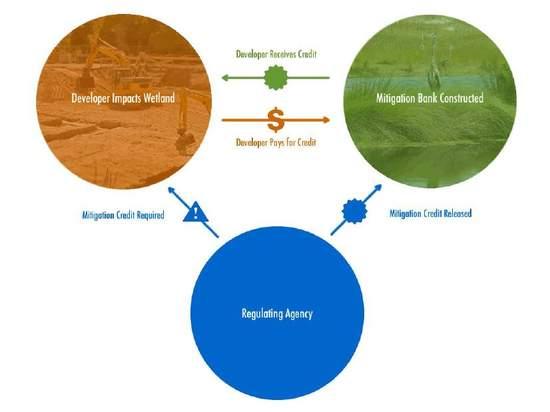 Developer Receives Credit
Developer Impacts Wetland
Mitigation Bank Constructed
$
Developer Pays for Credit
Mitigation Credit Required
!
Mitigation Credit Released
Regulating Agency